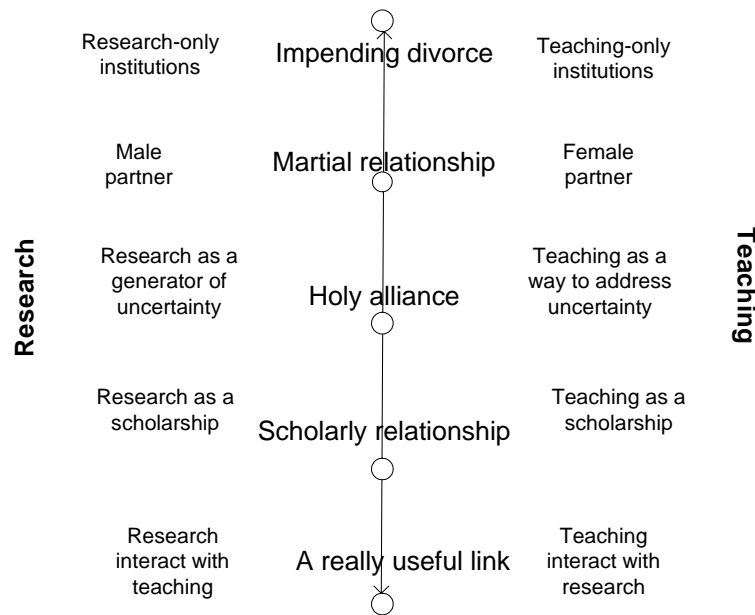 Research-only
institutions
Impending divorce
Teaching-only
institutions
Male
partner
Martial relationship
Female
partner
Research
Research as a
generator of
uncertainty
Holy alliance
Teaching as a
way to address
uncertainty
Teaching
Research as a
scholarship
Scholarly relationship
Teaching as a
scholarship
Research
interact with
teaching
A really useful link
Teaching
interact with
research